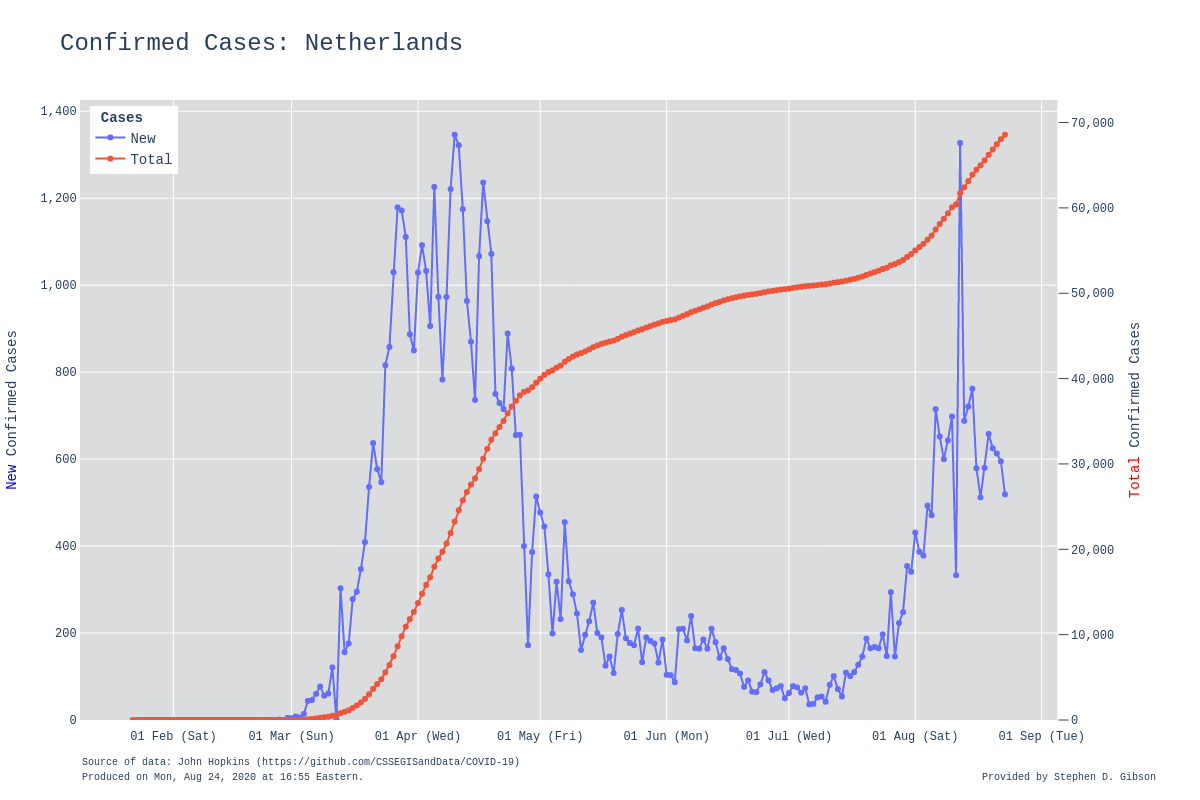 Confirmed Cases: Netherlands
Cases
New
Total
1,400
1,200
1,000
800
600
400
200
0
New Confirmed Cases
70,000
60,000
50,000
40,000
30,000
20,000
10,000
0
Total Confirmed Cases
01 Feb (Sat) 01 Mar (Sun) 01 Apr (Wed) 01 May (Fri) 01 Jun (Mon) 01 Jul (Wed) 01 Aug (Sat) 01 Sep (Tue)
Source of data: John Hopkins (https://github.com/CSSEGISandData/COVID-19)
Produced on Mon, Aug 24, 2020 at 16:55 Eastern.
Provided by Stephen D. Gibson